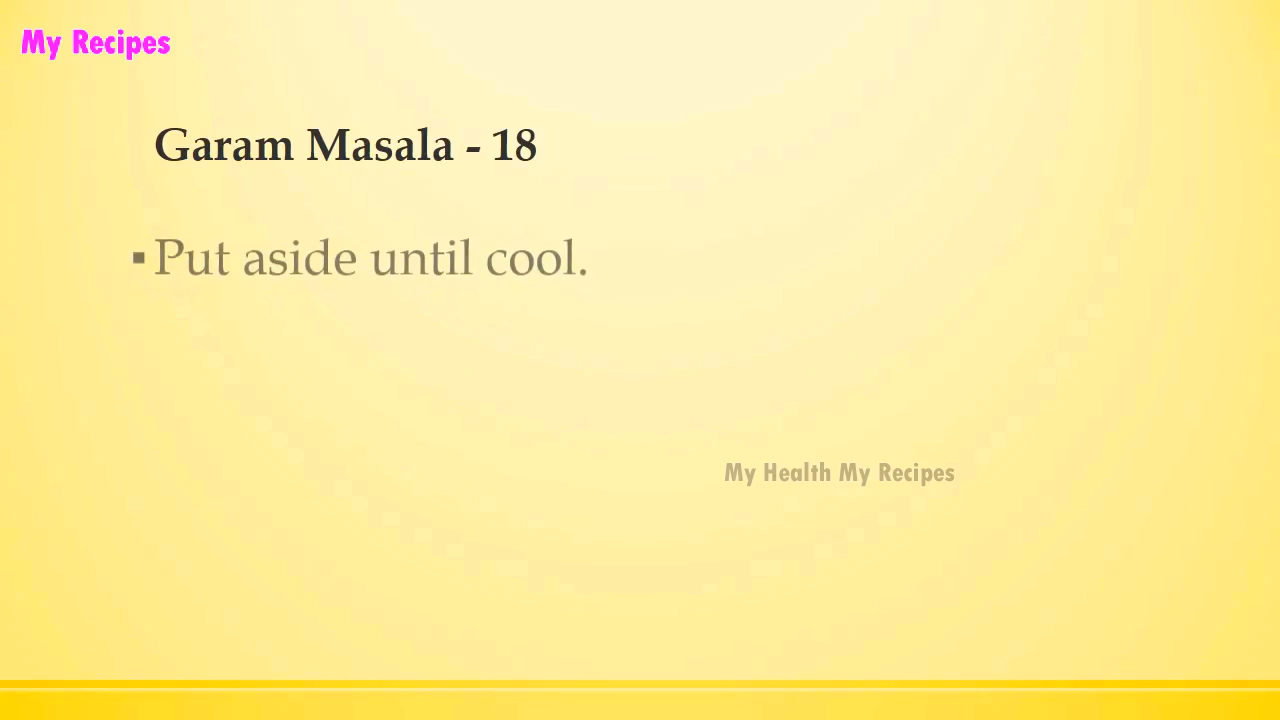 My Recipes
Garam Masala - 18
▪ Put aside until cool.
My Health My Recipes